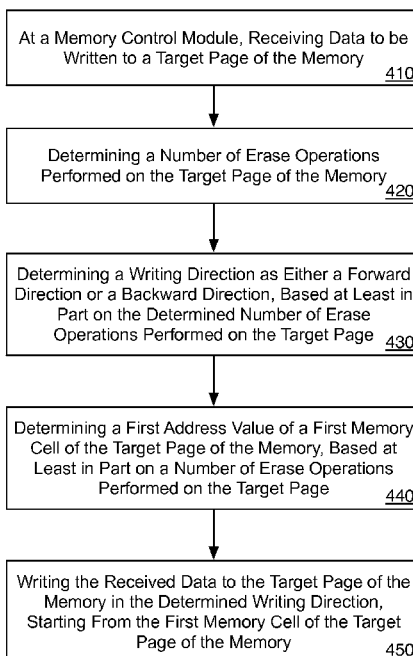 At a Memory Control Module, Receiving Data to be
Written to a Target Page of the Memory
410
Determining a Number of Erase Operations
Performed on the Target Page of the Memory
420
Determining a Writing Direction as Either a Forward
Direction or a Backward Direction, Based at Least in
Part on the Determined Number of Erase
Operations Performed on the Target Page
430
Determining a First Address Value of a First Memory
Cell of the Target Page of the Memory, Based at
Least in Part on a Number of Erase Operations
Performed on the Target Page
440
Writing the Received Data to the Target Page of the
Memory in the Determined Writing Direction,
Starting From the First Memory Cell of the
Target Page of the Memory
450